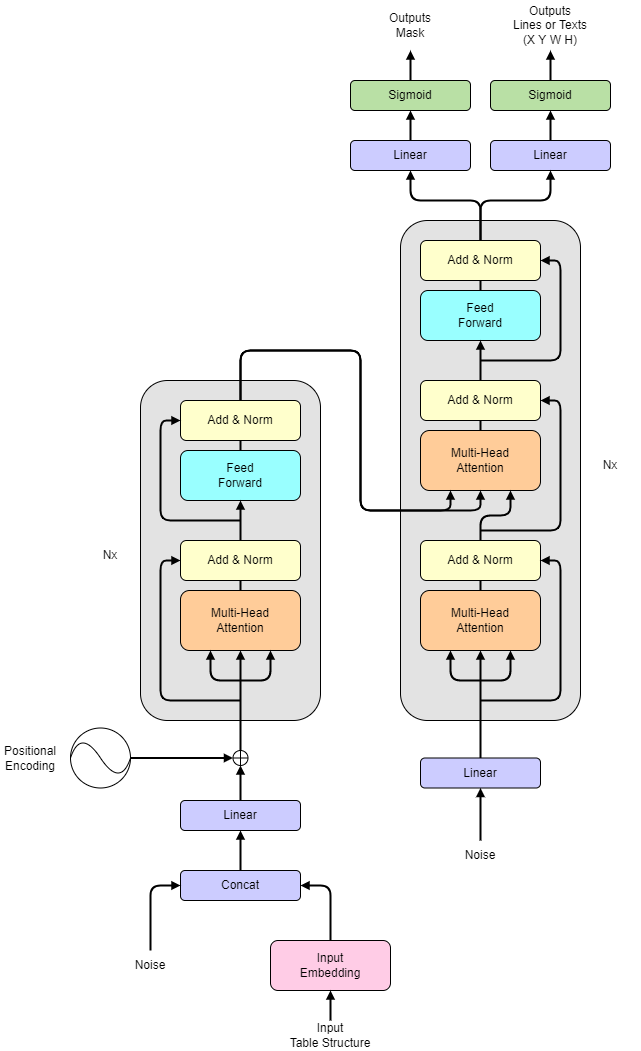 Outputs
Mask
Outputs
Lines or Texts
(X Y W H)
Sigmoid
Sigmoid
Linear
Linear
Add & Norm
Feed
Forward
Add & Norm
Multi-Head
Attention
Add & Norm
Multi-Head
Attention
Nx
Linear
Noise
Add & Norm
Feed
Forward
Add & Norm
Multi-Head
Attention
Nx
Positional
Encoding
Linear
Concat
Noise
Input
Embedding
Input
Table Structure